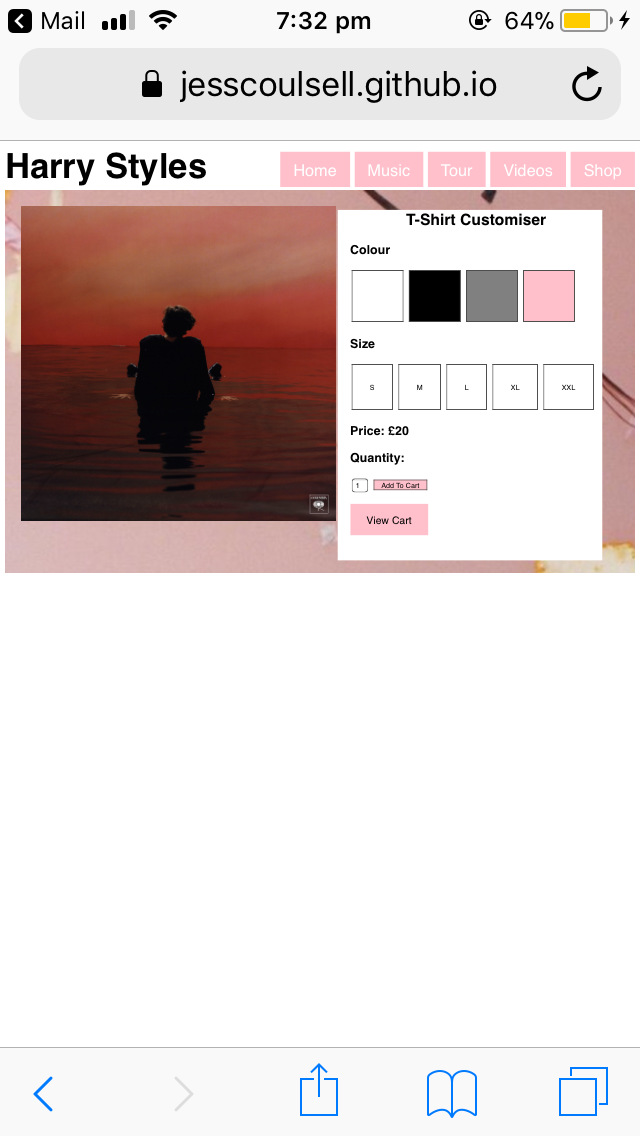 Mail 7:32 pm 64%
jesscoulsell.github.io
Harry Styles Home Music Tour Videos Shop
T-Shirt Customiser
Colour
Size
S M L XL XXL
Price: £20
Quantity:
1 Add To Cart
View Cart